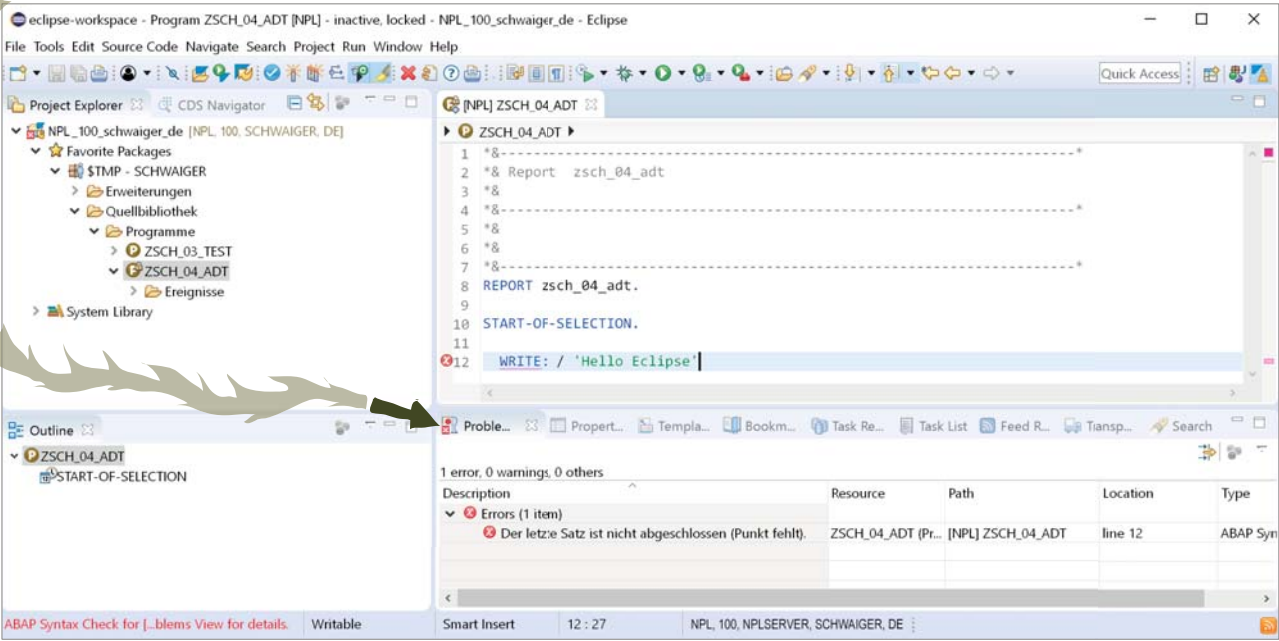 eclipse-workspace - Program ZSCH_04_ADT [NPL] - inactive, locked - NPL_100_schwaiger_de - Eclipse
File Tools Edit Source Code Navigate Search Project Run Window Help
Quick Access
Project Explorer CDS Navigator
NPL_100_schwaiger_de [NPL, 100, SCHWAIGER, DE]
Favorite Packages
$TMP - SCHWAIGER
Erweiterungen
Quellbibliothek
Programme
ZSCH_03_TEST
ZSCH_04_ADT
Ereignisse
System Library
[NPL] ZSCH_04_ADT
ZSCH_04_ADT
1 *&---------------------------------------------------------------------*
2 *& Report  zsch_04_adt
3 *&
4 *&---------------------------------------------------------------------*
5 *&
6 *&
7 *&---------------------------------------------------------------------*
8 REPORT zsch_04_adt.
9
10 START-OF-SELECTION.
11
12   WRITE: / 'Hello Eclipse'
Outline
ZSCH_04_ADT
START-OF-SELECTION
Proble... Propert... Templa... Bookm... Task Re... Task List Feed R... Transp... Search
1 error, 0 warnings, 0 others
Description Resource Path Location Type
Errors (1 item)
Der letzte Satz ist nicht abgeschlossen (Punkt fehlt). ZSCH_04_ADT (Pr... [NPL] ZSCH_04_ADT line 12 ABAP Syn
ABAP Syntax Check for [...blems View for details. Writable Smart Insert 12 : 27 NPL, 100, NPLSERVER, SCHWAIGER, DE